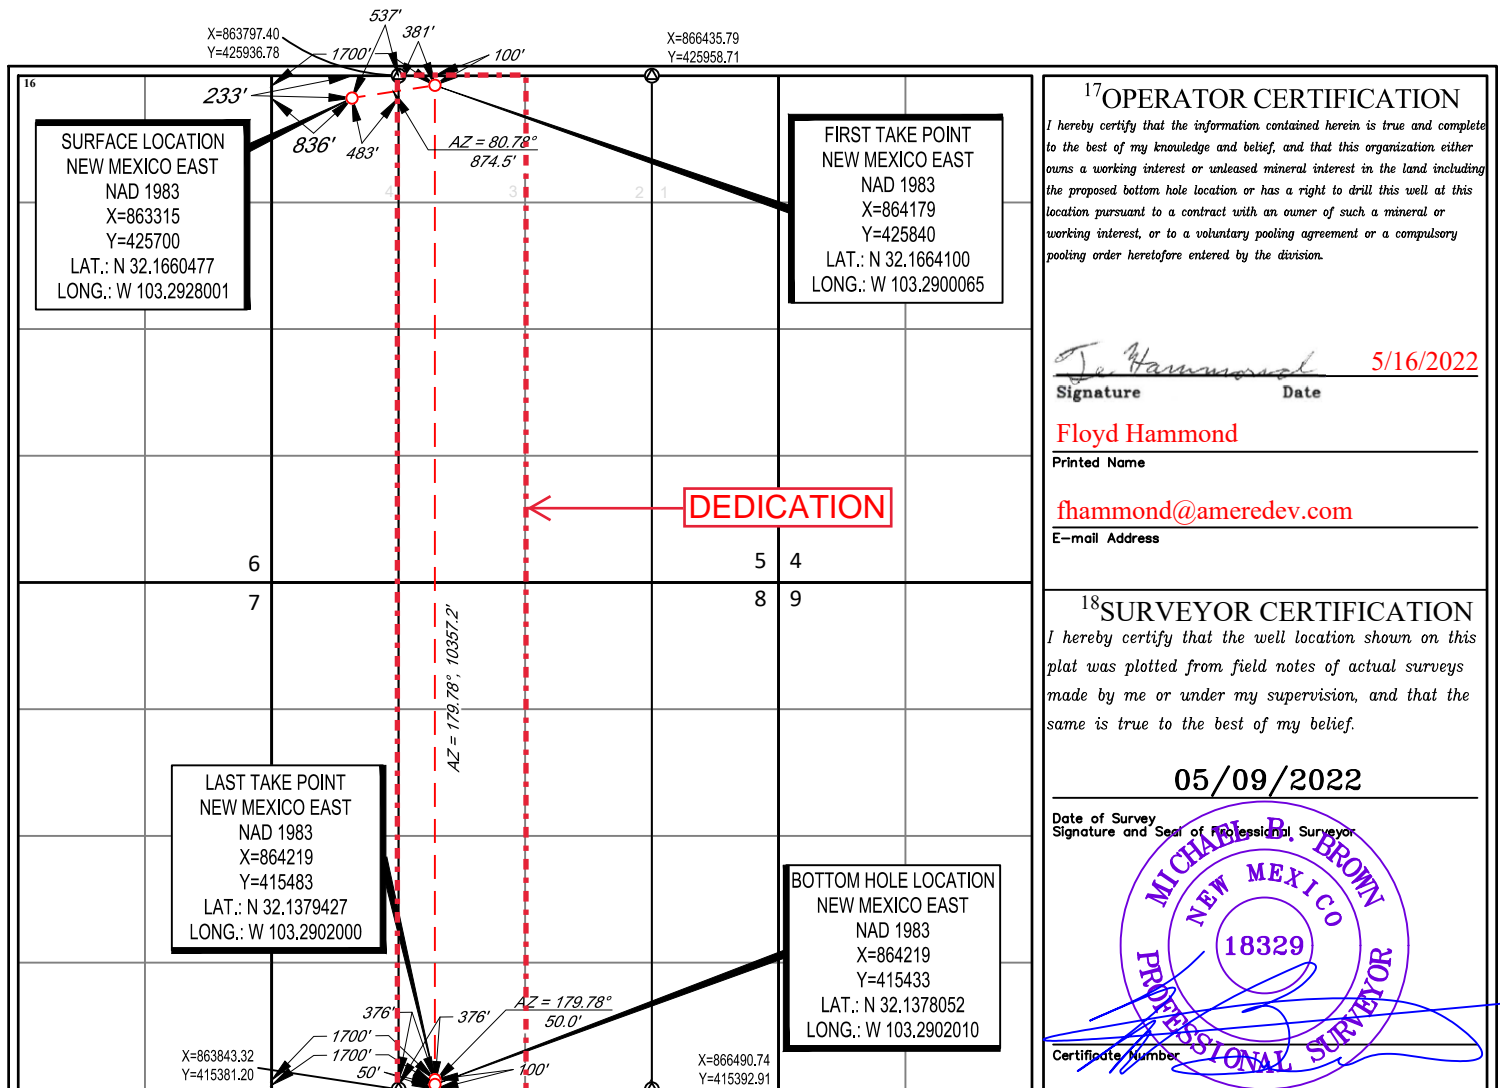 X=863797.40
Y=425936.78
537'
381'
1700'
100'
X=866435.79
Y=425958.71
16
233'
836'
483'
AZ = 80.78°
874.5'
4
3
2
1
SURFACE LOCATION
NEW MEXICO EAST
NAD 1983
X=863315
Y=425700
LAT.: N 32.1660477
LONG.: W 103.2928001
FIRST TAKE POINT
NEW MEXICO EAST
NAD 1983
X=864179
Y=425840
LAT.: N 32.1664100
LONG.: W 103.2900065
DEDICATION
6
5 4
7
8 9
AZ = 179.78°, 10357.2'
LAST TAKE POINT
NEW MEXICO EAST
NAD 1983
X=864219
Y=415483
LAT.: N 32.1379427
LONG.: W 103.2902000
BOTTOM HOLE LOCATION
NEW MEXICO EAST
NAD 1983
X=864219
Y=415433
LAT.: N 32.1378052
LONG.: W 103.2902010
376'
376'
AZ = 179.78°
50.0'
1700'
1700'
50'
100'
X=863843.32
Y=415381.20
X=866490.74
Y=415392.91
17OPERATOR CERTIFICATION
I hereby certify that the information contained herein is true and complete
to the best of my knowledge and belief, and that this organization either
owns a working interest or unleased mineral interest in the land including
the proposed bottom hole location or has a right to drill this well at this
location pursuant to a contract with an owner of such a mineral or
working interest, or to a voluntary pooling agreement or a compulsory
pooling order heretofore entered by the division.
5/16/2022
Signature Date
Floyd Hammond
Printed Name
fhammond@ameredev.com
E-mail Address
18SURVEYOR CERTIFICATION
I hereby certify that the well location shown on this
plat was plotted from field notes of actual surveys
made by me or under my supervision, and that the
same is true to the best of my belief.
05/09/2022
Date of Survey
Signature and Seal of Professional Surveyor
MICHAEL B. BROWN
NEW MEXICO
18329
PROFESSIONAL SURVEYOR
Certificate Number